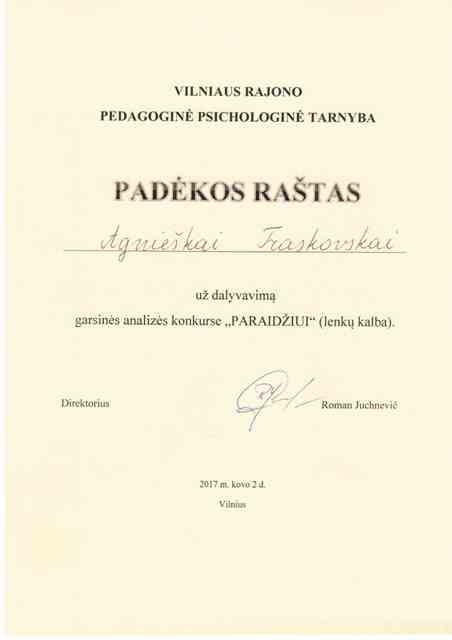 VILNIAUS RAJONO
PEDAGOGINĖ PSICHOLOGINĖ TARNYBA
PADĖKOS RAŠTAS
Agnieškai Fraskovskai
už dalyvavimą
garsinės analizės konkurse „PARAIDŽIUI“ (lenkų kalba).
Direktorius
Roman Juchnevič
2017 m. kovo 2 d.
Vilnius